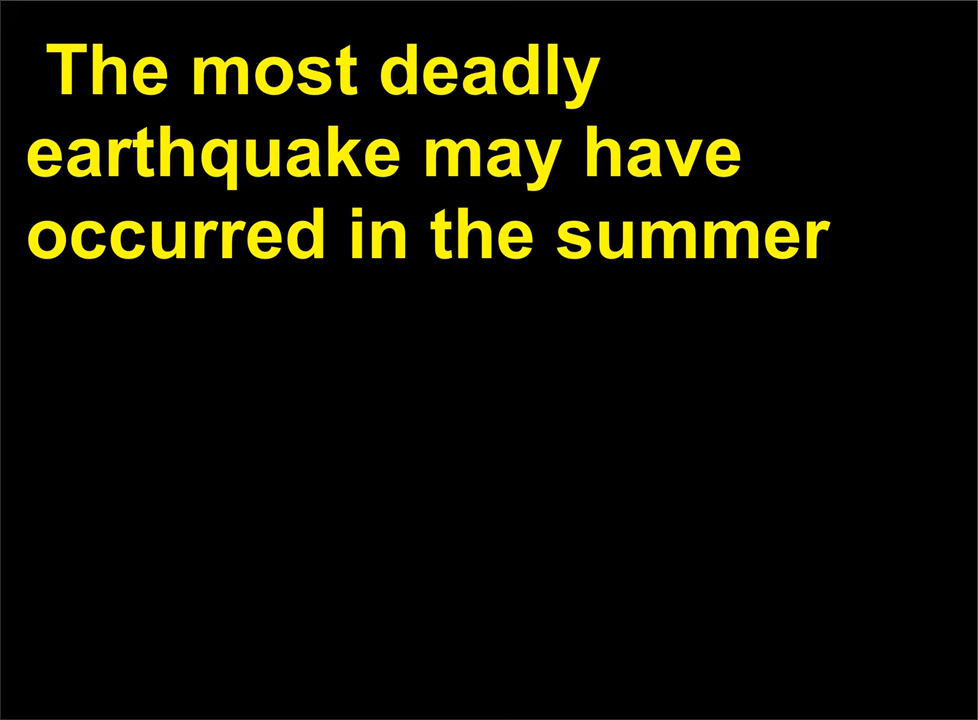 The most deadly
earthquake may have
occurred in the summer